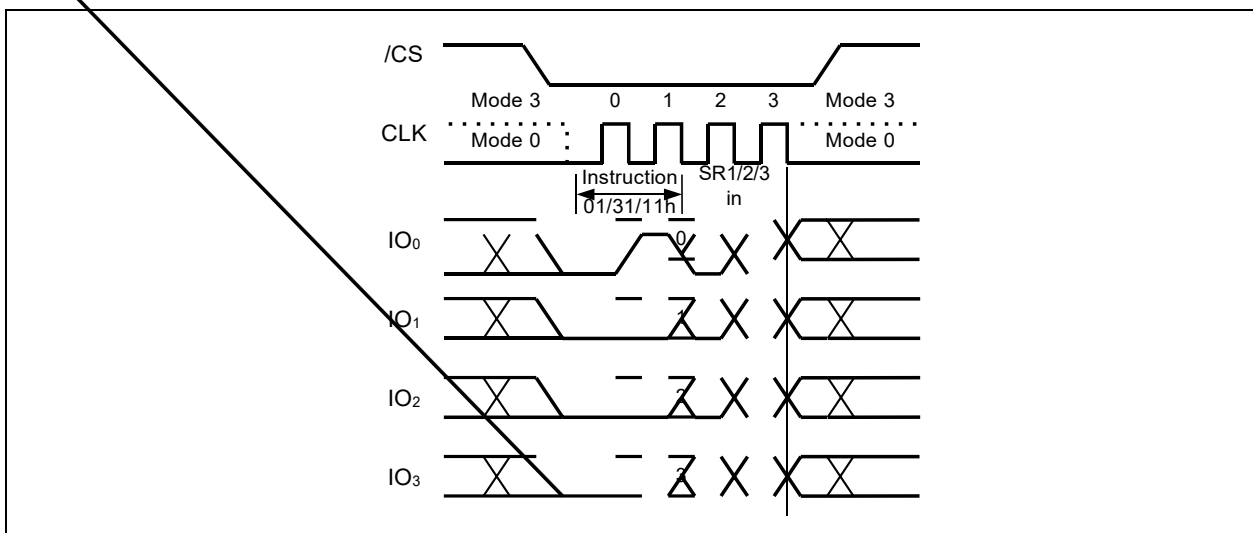 /CS
Mode 3 0 1 2 3 Mode 3
CLK
Mode 0 Mode 0
Instruction SR1/2/3
01/31/11h in
IO₀ 0
IO₁ 1
IO₂ 2
IO₃ 3